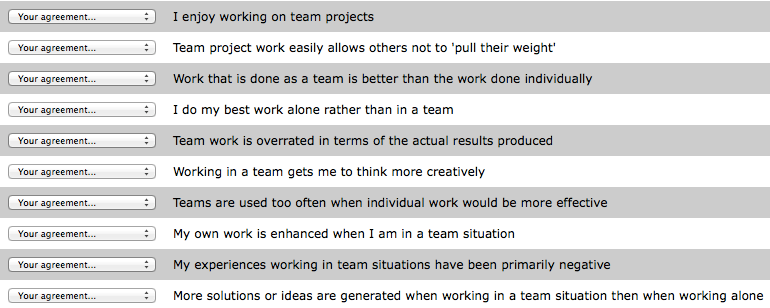 Your agreement... I enjoy working on team projects
Your agreement... Team project work easily allows others not to 'pull their weight'
Your agreement... Work that is done as a team is better than the work done individually
Your agreement... I do my best work alone rather than in a team
Your agreement... Team work is overrated in terms of the actual results produced
Your agreement... Working in a team gets me to think more creatively
Your agreement... Teams are used too often when individual work would be more effective
Your agreement... My own work is enhanced when I am in a team situation
Your agreement... My experiences working in team situations have been primarily negative
Your agreement... More solutions or ideas are generated when working in a team situation then when working alone